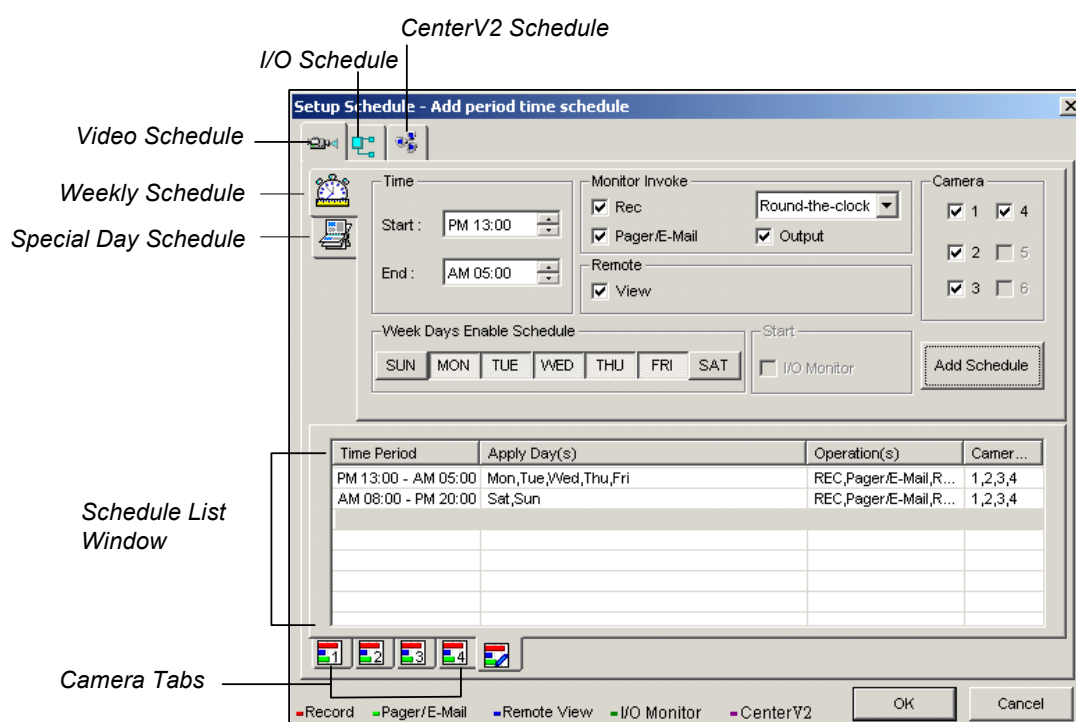 CenterV2 Schedule
I/O Schedule
Setup Schedule - Add period time schedule
Video Schedule
Weekly Schedule
Special Day Schedule
Time
Start :
PM 13:00
End :
AM 05:00
Monitor Invoke
Rec
Round-the-clock
Pager/E-Mail
Output
Remote
View
Camera
1
4
2
5
3
6
Week Days Enable Schedule
SUN MON TUE WED THU FRI SAT
Start
I/O Monitor
Add Schedule
Time Period Apply Day(s) Operation(s) Camer...
PM 13:00 - AM 05:00 Mon,Tue,Wed,Thu,Fri REC,Pager/E-Mail,R... 1,2,3,4
AM 08:00 - PM 20:00 Sat,Sun REC,Pager/E-Mail,R... 1,2,3,4
Schedule List
Window
1 2 3 4
Camera Tabs
Record Pager/E-Mail Remote View I/O Monitor CenterV2
OK
Cancel